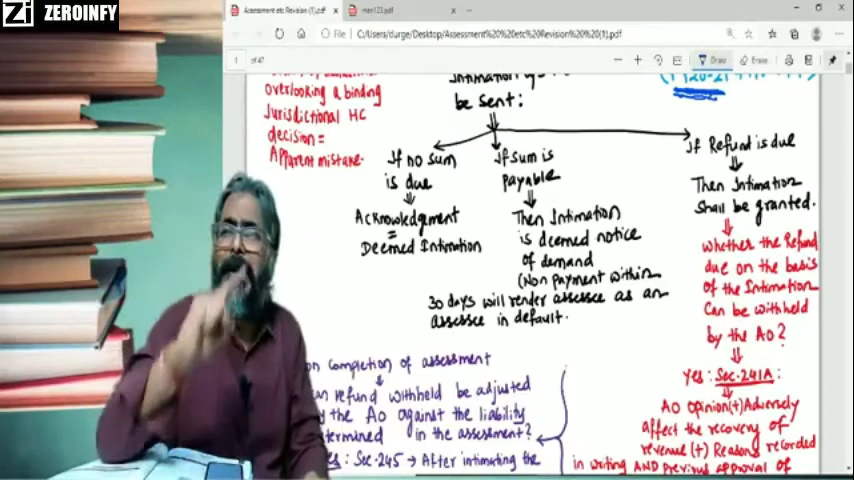 Zi ZEROINFY
Assessment etc Revision (1).pdf
File
C:/Users/durge/Desktop/Assessment%20%20etc%20Revision%20%20(1).pdf
of 47
Draw
Erase
overlooking a binding
Jurisdictional HC
decision =
Apparent mistake.
be sent:
If no sum
is due
Acknowledgment
=
Deemed Intimation
If sum is
payable
Then Intimation
is deemed notice
of demand
(Non payment within
30 days will render assessee as an
assessee in default.
If Refund is due
Then Intimation
Shall be granted.
Whether the Refund
due on the basis
of the Intimation
Can be withheld
by the AO?
Yes: Sec.241A:
AO opinion(+)Adversely
affect the recovery of
revenue (+) Reasons recorded
in writing AND Previous approval of
on completion of assessment
refund withheld be adjusted
the AO against the liability
in the assessment?
: Sec.245 → After intimating the